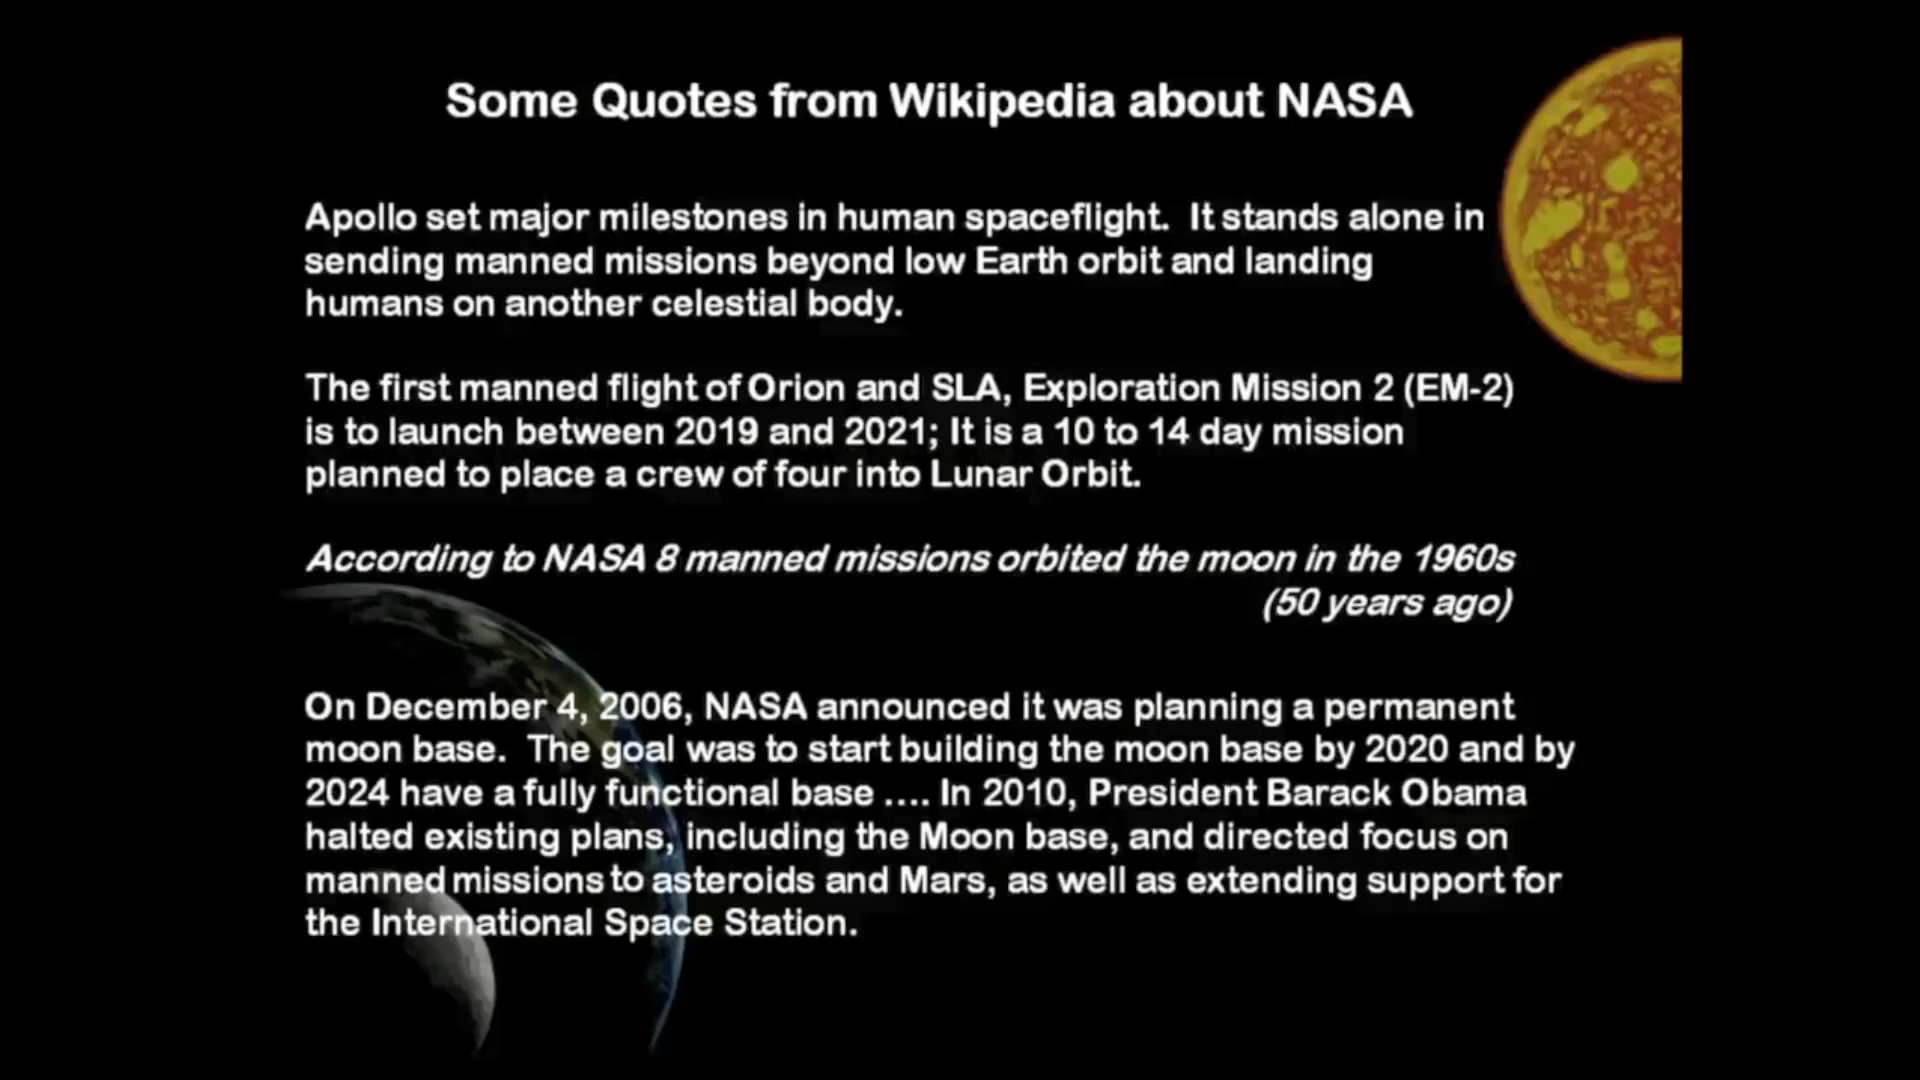 Some Quotes from Wikipedia about NASA
Apollo set major milestones in human spaceflight. It stands alone in
sending manned missions beyond low Earth orbit and landing
humans on another celestial body.
The first manned flight of Orion and SLA, Exploration Mission 2 (EM-2)
is to launch between 2019 and 2021; It is a 10 to 14 day mission
planned to place a crew of four into Lunar Orbit.
According to NASA 8 manned missions orbited the moon in the 1960s
(50 years ago)
On December 4, 2006, NASA announced it was planning a permanent
moon base. The goal was to start building the moon base by 2020 and by
2024 have a fully functional base .... In 2010, President Barack Obama
halted existing plans, including the Moon base, and directed focus on
manned missions to asteroids and Mars, as well as extending support for
the International Space Station.